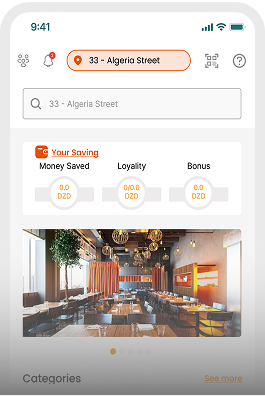 9:41
33 - Algeria Street
33 - Algeria Street
Your Saving
Money Saved Loyality Bonus
0.0 0/0.0 0.0
DZD DZD DZD
Categories See more